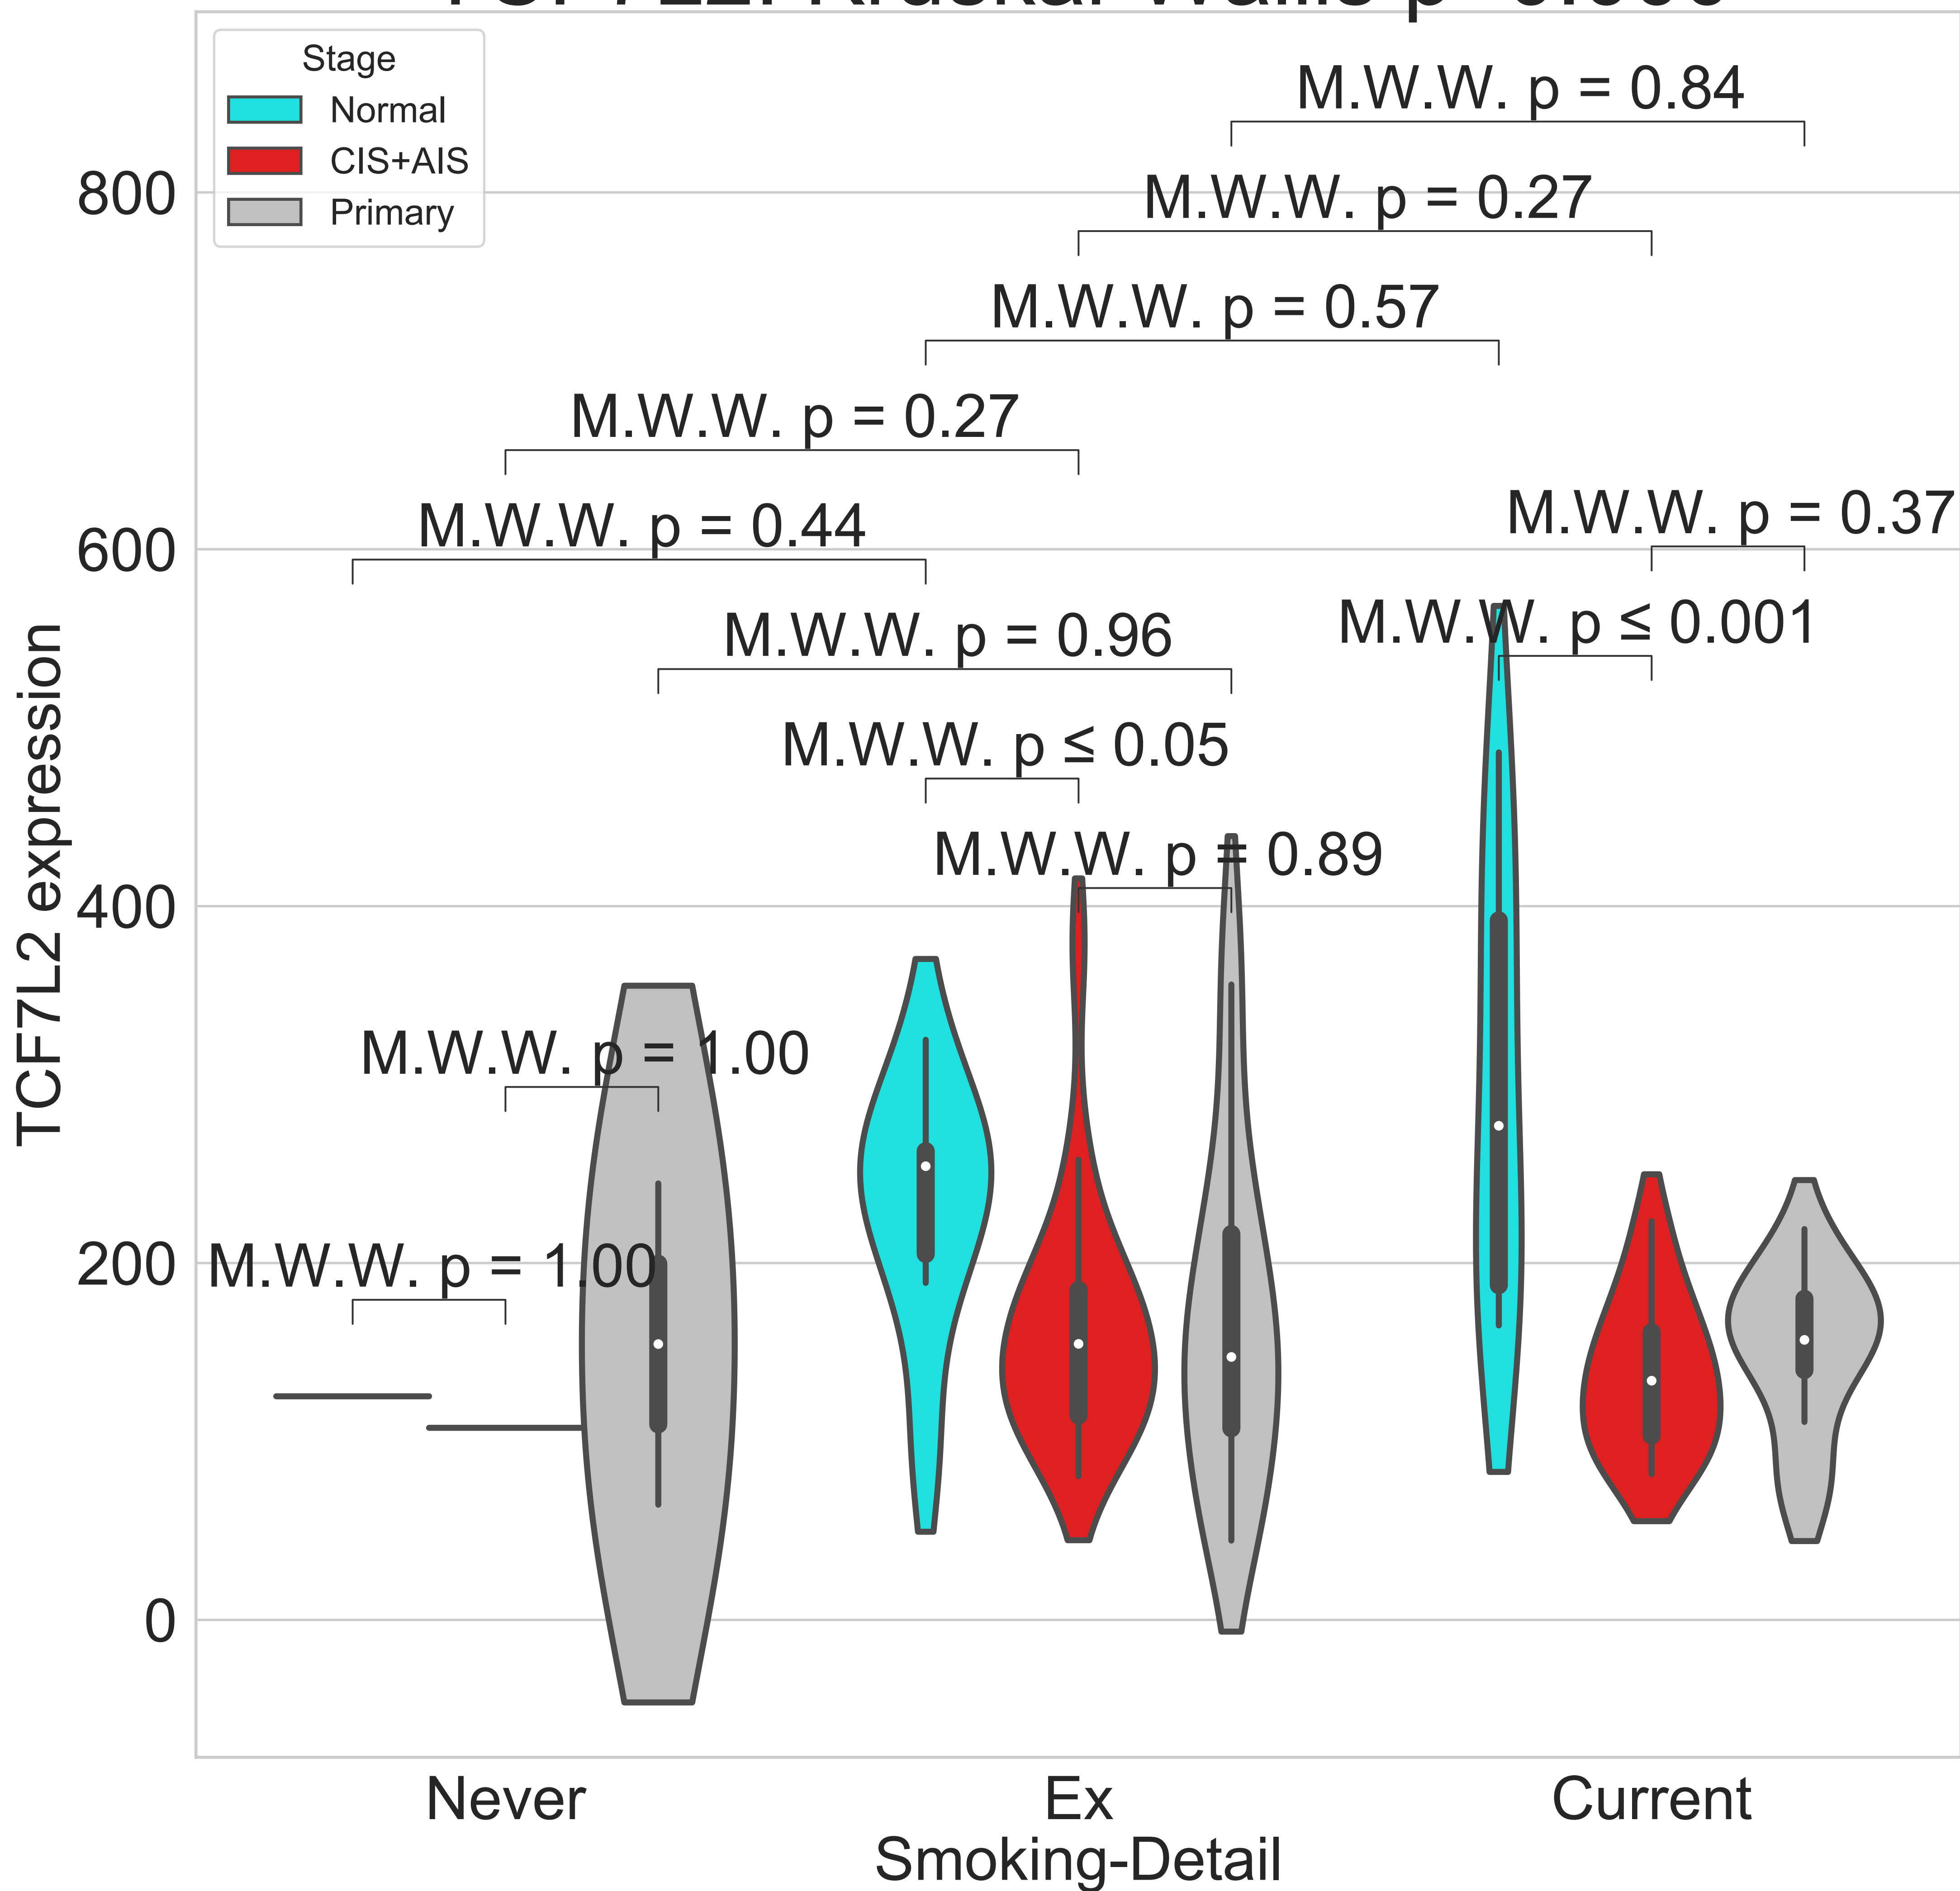 Stage
Normal
CIS+AIS
Primary
M.W.W. p = 0.84
M.W.W. p = 0.27
M.W.W. p = 0.57
M.W.W. p = 0.27
M.W.W. p = 0.37
M.W.W. p = 0.44
M.W.W. p ≤ 0.001
M.W.W. p = 0.96
M.W.W. p ≤ 0.05
M.W.W. p = 0.89
M.W.W. p = 1.00
M.W.W. p = 1.00
800
600
400
200
0
TCF7L2 expression
Never
Ex
Current
Smoking-Detail